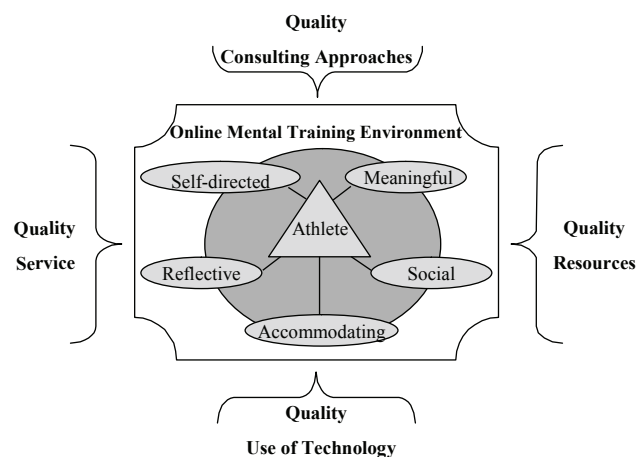 Quality
Consulting Approaches
Online Mental Training Environment
Self-directed
Meaningful
Athlete
Quality
Service
Quality
Resources
Reflective
Social
Accommodating
Quality
Use of Technology